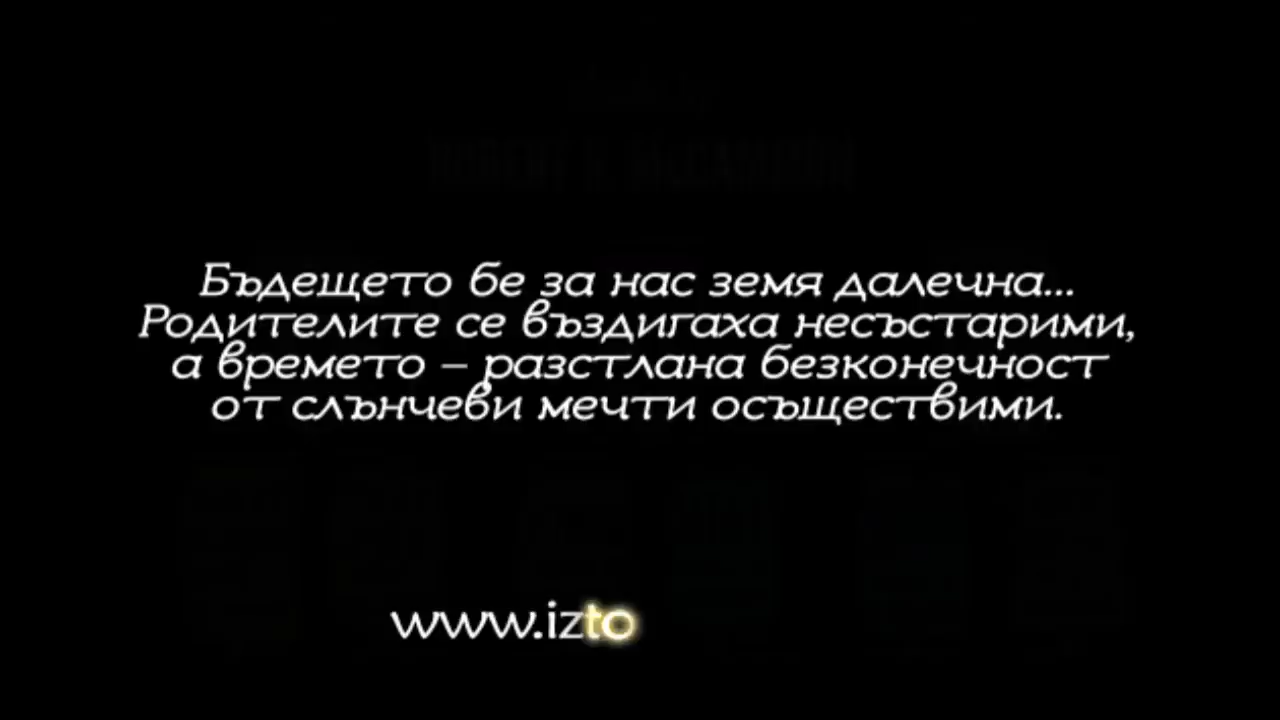 Бъдещето бе за нас земя далечна...
Родителите се въздигаха несъстарими,
а времето – разстлана безконечност
от слънчеви мечти осъществими.
www.izto